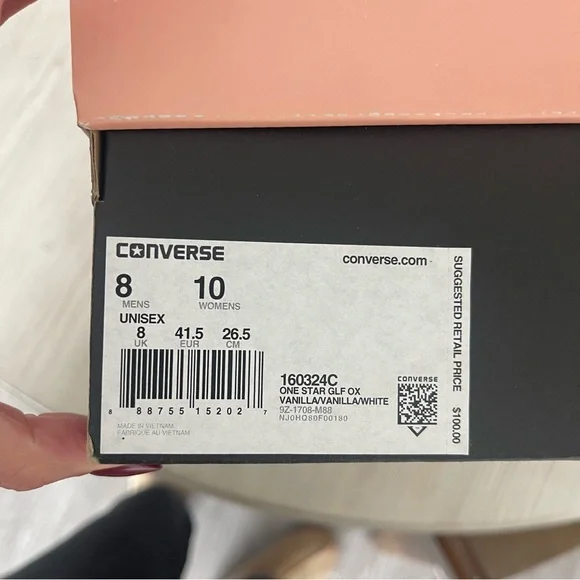 CONVERSE
converse.com
8 10
MENS WOMENS
UNISEX
8 41.5 26.5
UK EUR CM
8 88755 15202 7
MADE IN VIETNAM
FABRIQUE AU VIETNAM
160324C
ONE STAR GLF OX
VANILLA/VANILLA/WHITE
9Z-1708-M88
NJ0HQ80F00180
CONVERSE
SUGGESTED RETAIL PRICE $100.00